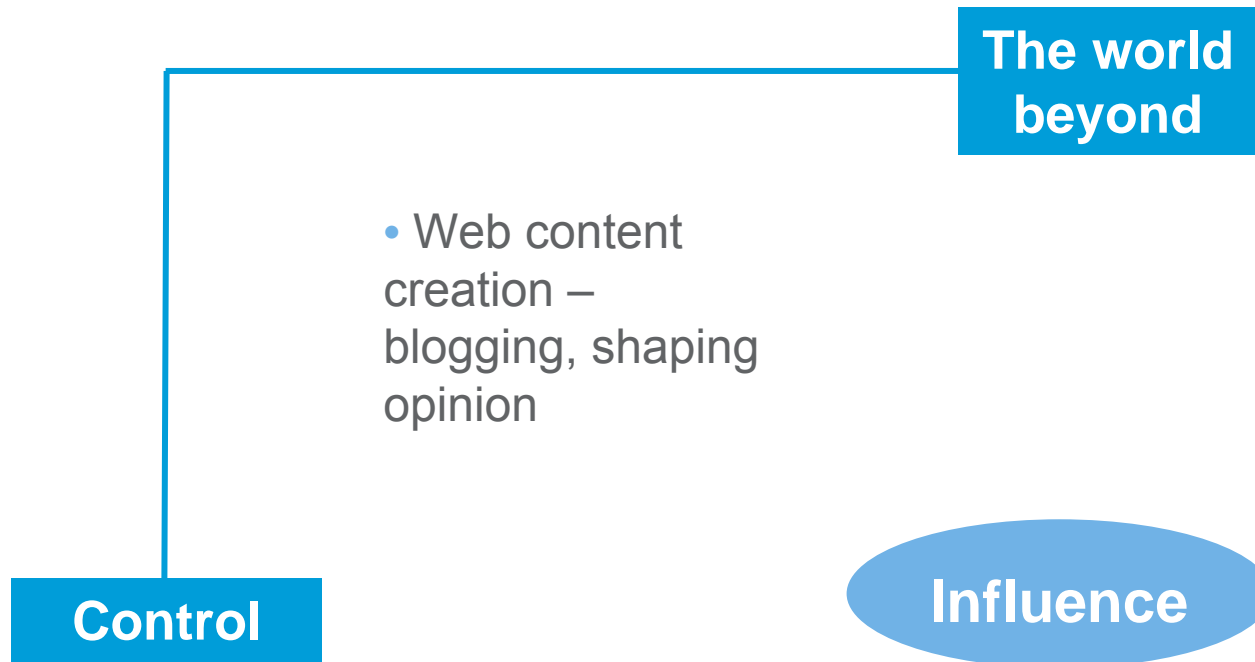 The world
beyond
• Web content
creation –
blogging, shaping
opinion
Control
Influence